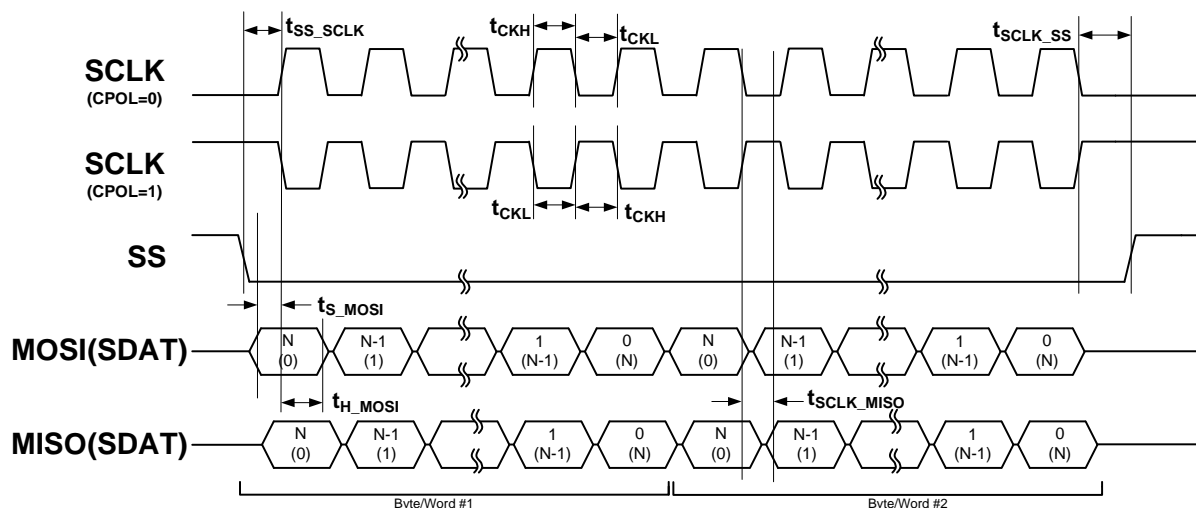 tSS_SCLK
tCKH
tCKL
tSCLK_SS
SCLK
(CPOL=0)
SCLK
(CPOL=1)
tCKL
tCKH
SS
tS_MOSI
MOSI(SDAT)
N N-1 1 0 N N-1 1 0
(0) (1) (N-1) (N) (0) (1) (N-1) (N)
tH_MOSI
tSCLK_MISO
MISO(SDAT)
N N-1 1 0 N N-1 1 0
(0) (1) (N-1) (N) (0) (1) (N-1) (N)
Byte/Word #1 Byte/Word #2